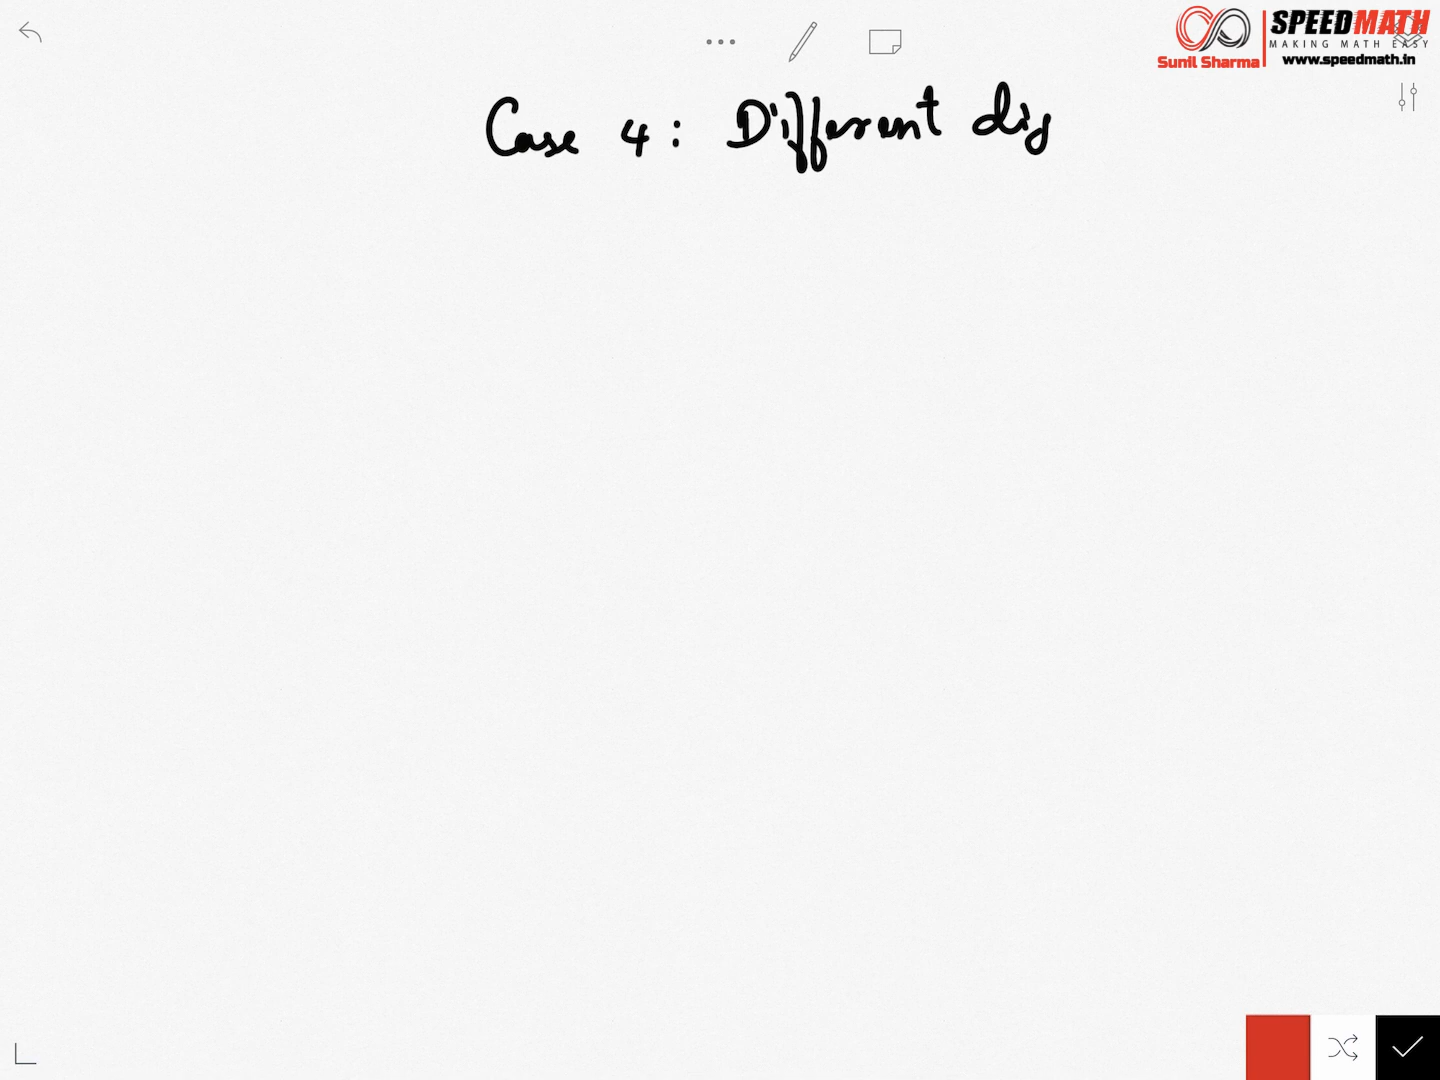 SPEEDMATH
MAKING MATH EASY
Sunil Sharma
www.speedmath.in
Case 4: Different dig